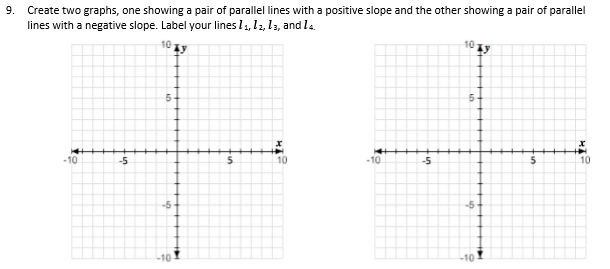 9. Create two graphs, one showing a pair of parallel lines with a positive slope and the other showing a pair of parallel
lines with a negative slope. Label your lines l₁, l₂, l₃, and l₄.
10 y
5
x
-10 -5 5 10
-5
-10
10 y
5
x
-10 -5 5 10
-5
-10